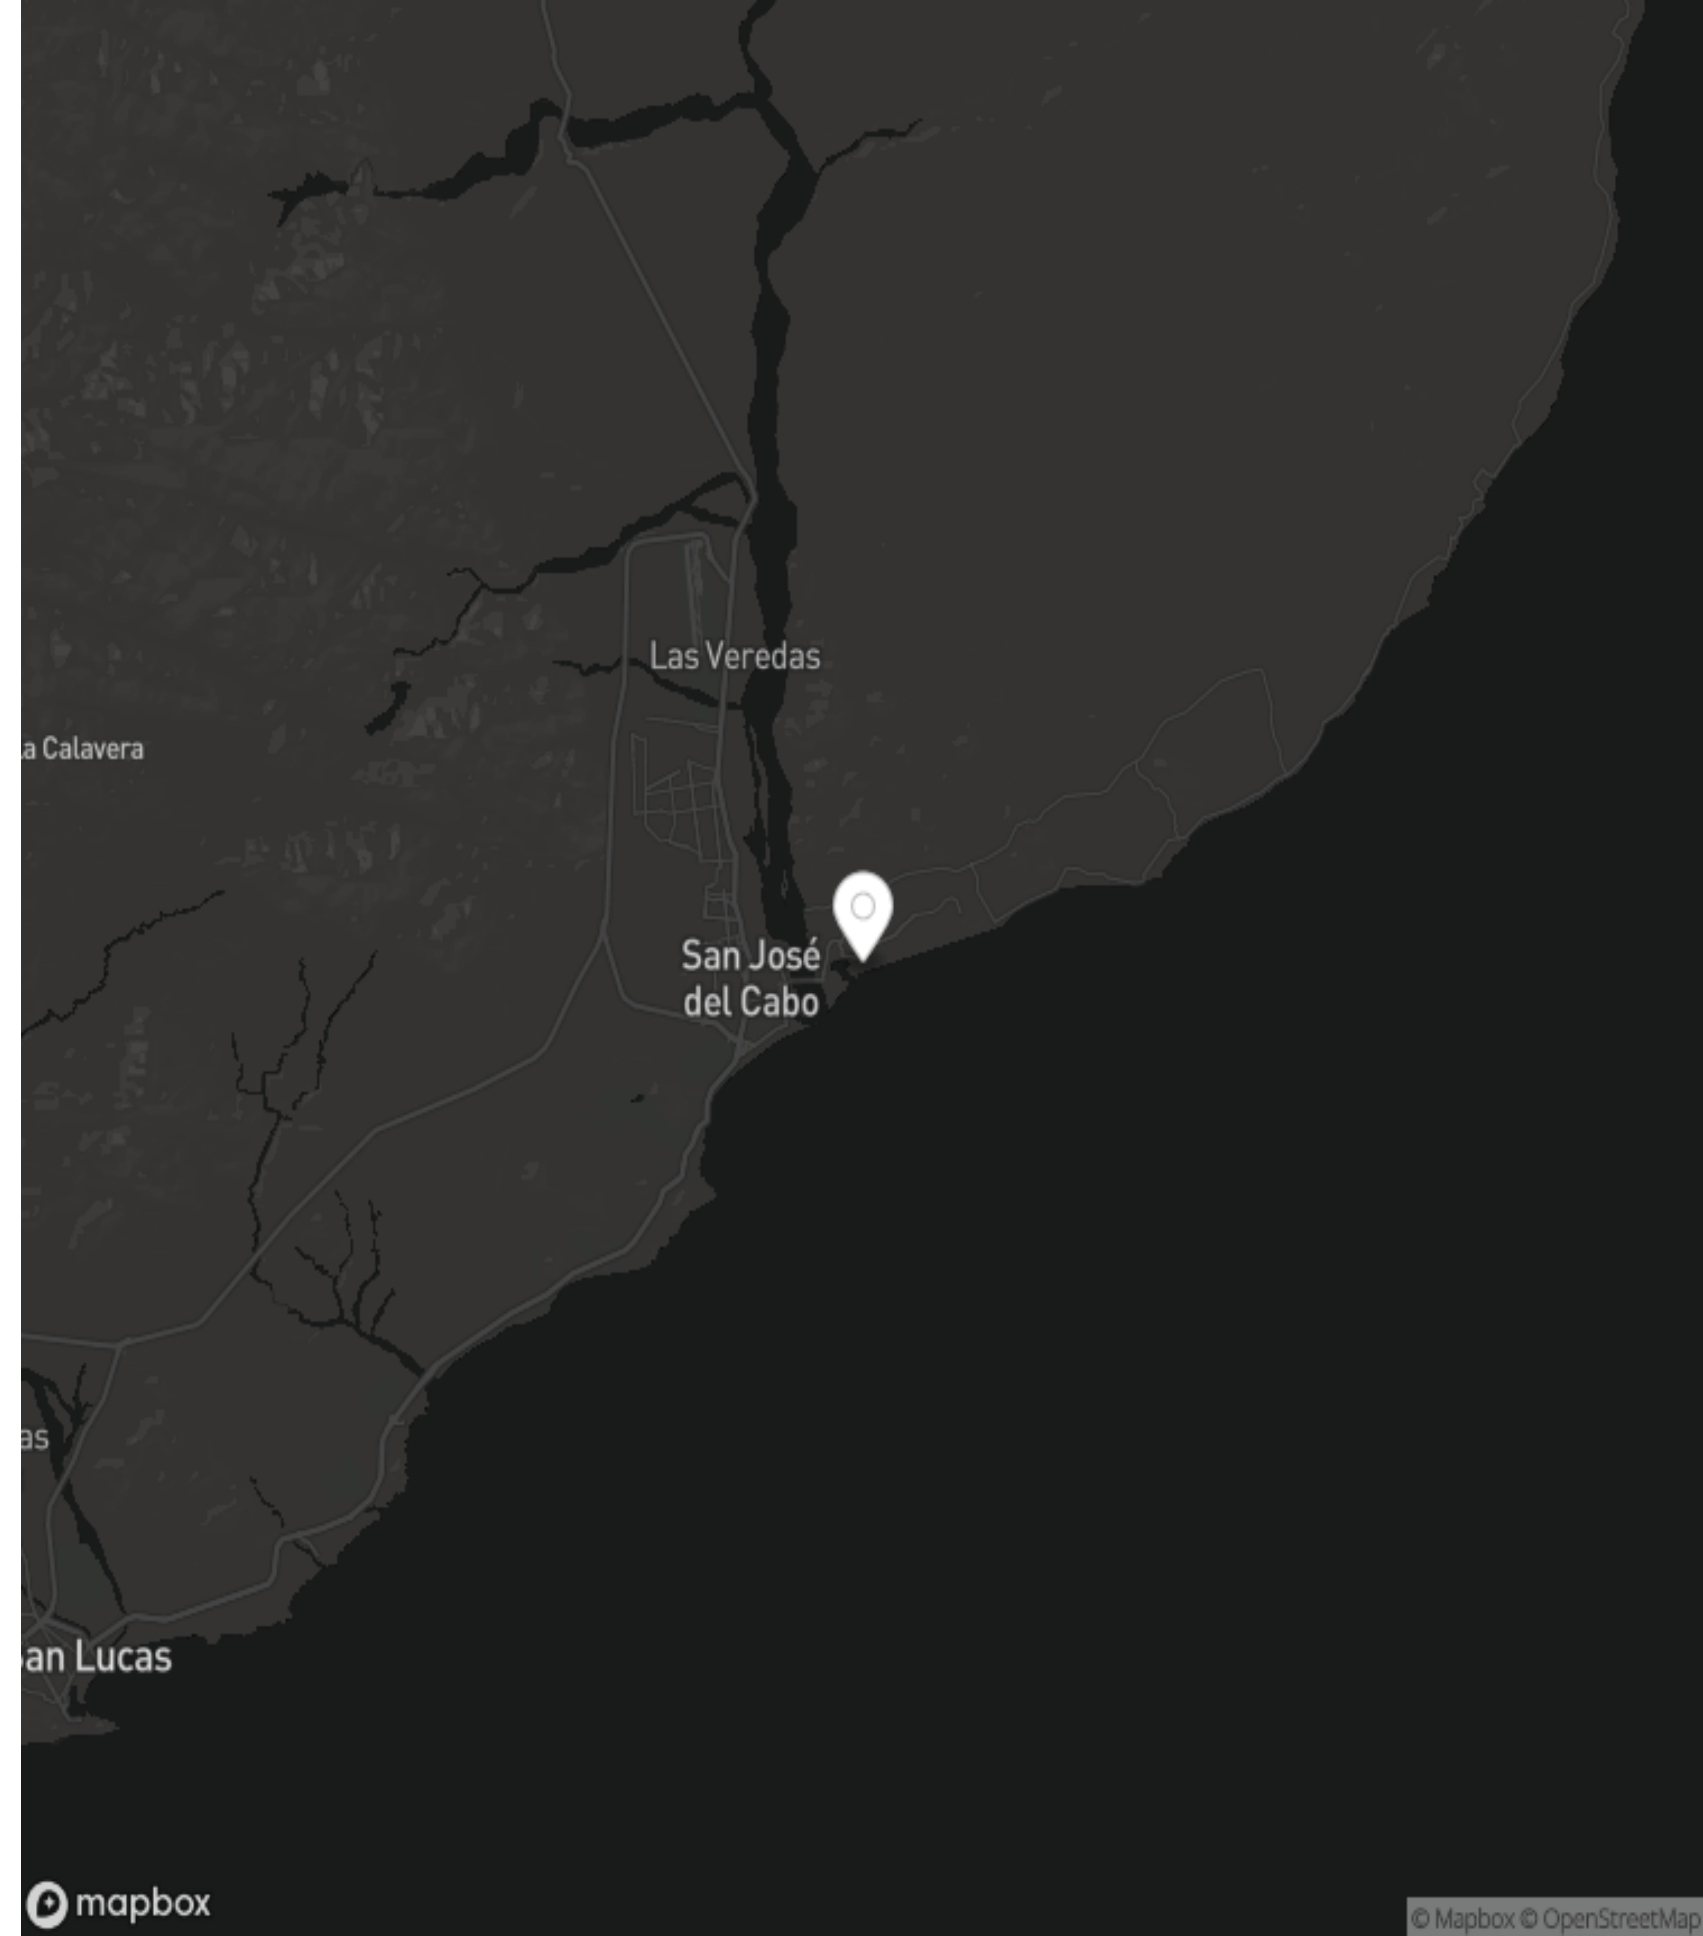 Las Veredas
a Calavera
San José
del Cabo
as
an Lucas
mapbox
© Mapbox © OpenStreetMap